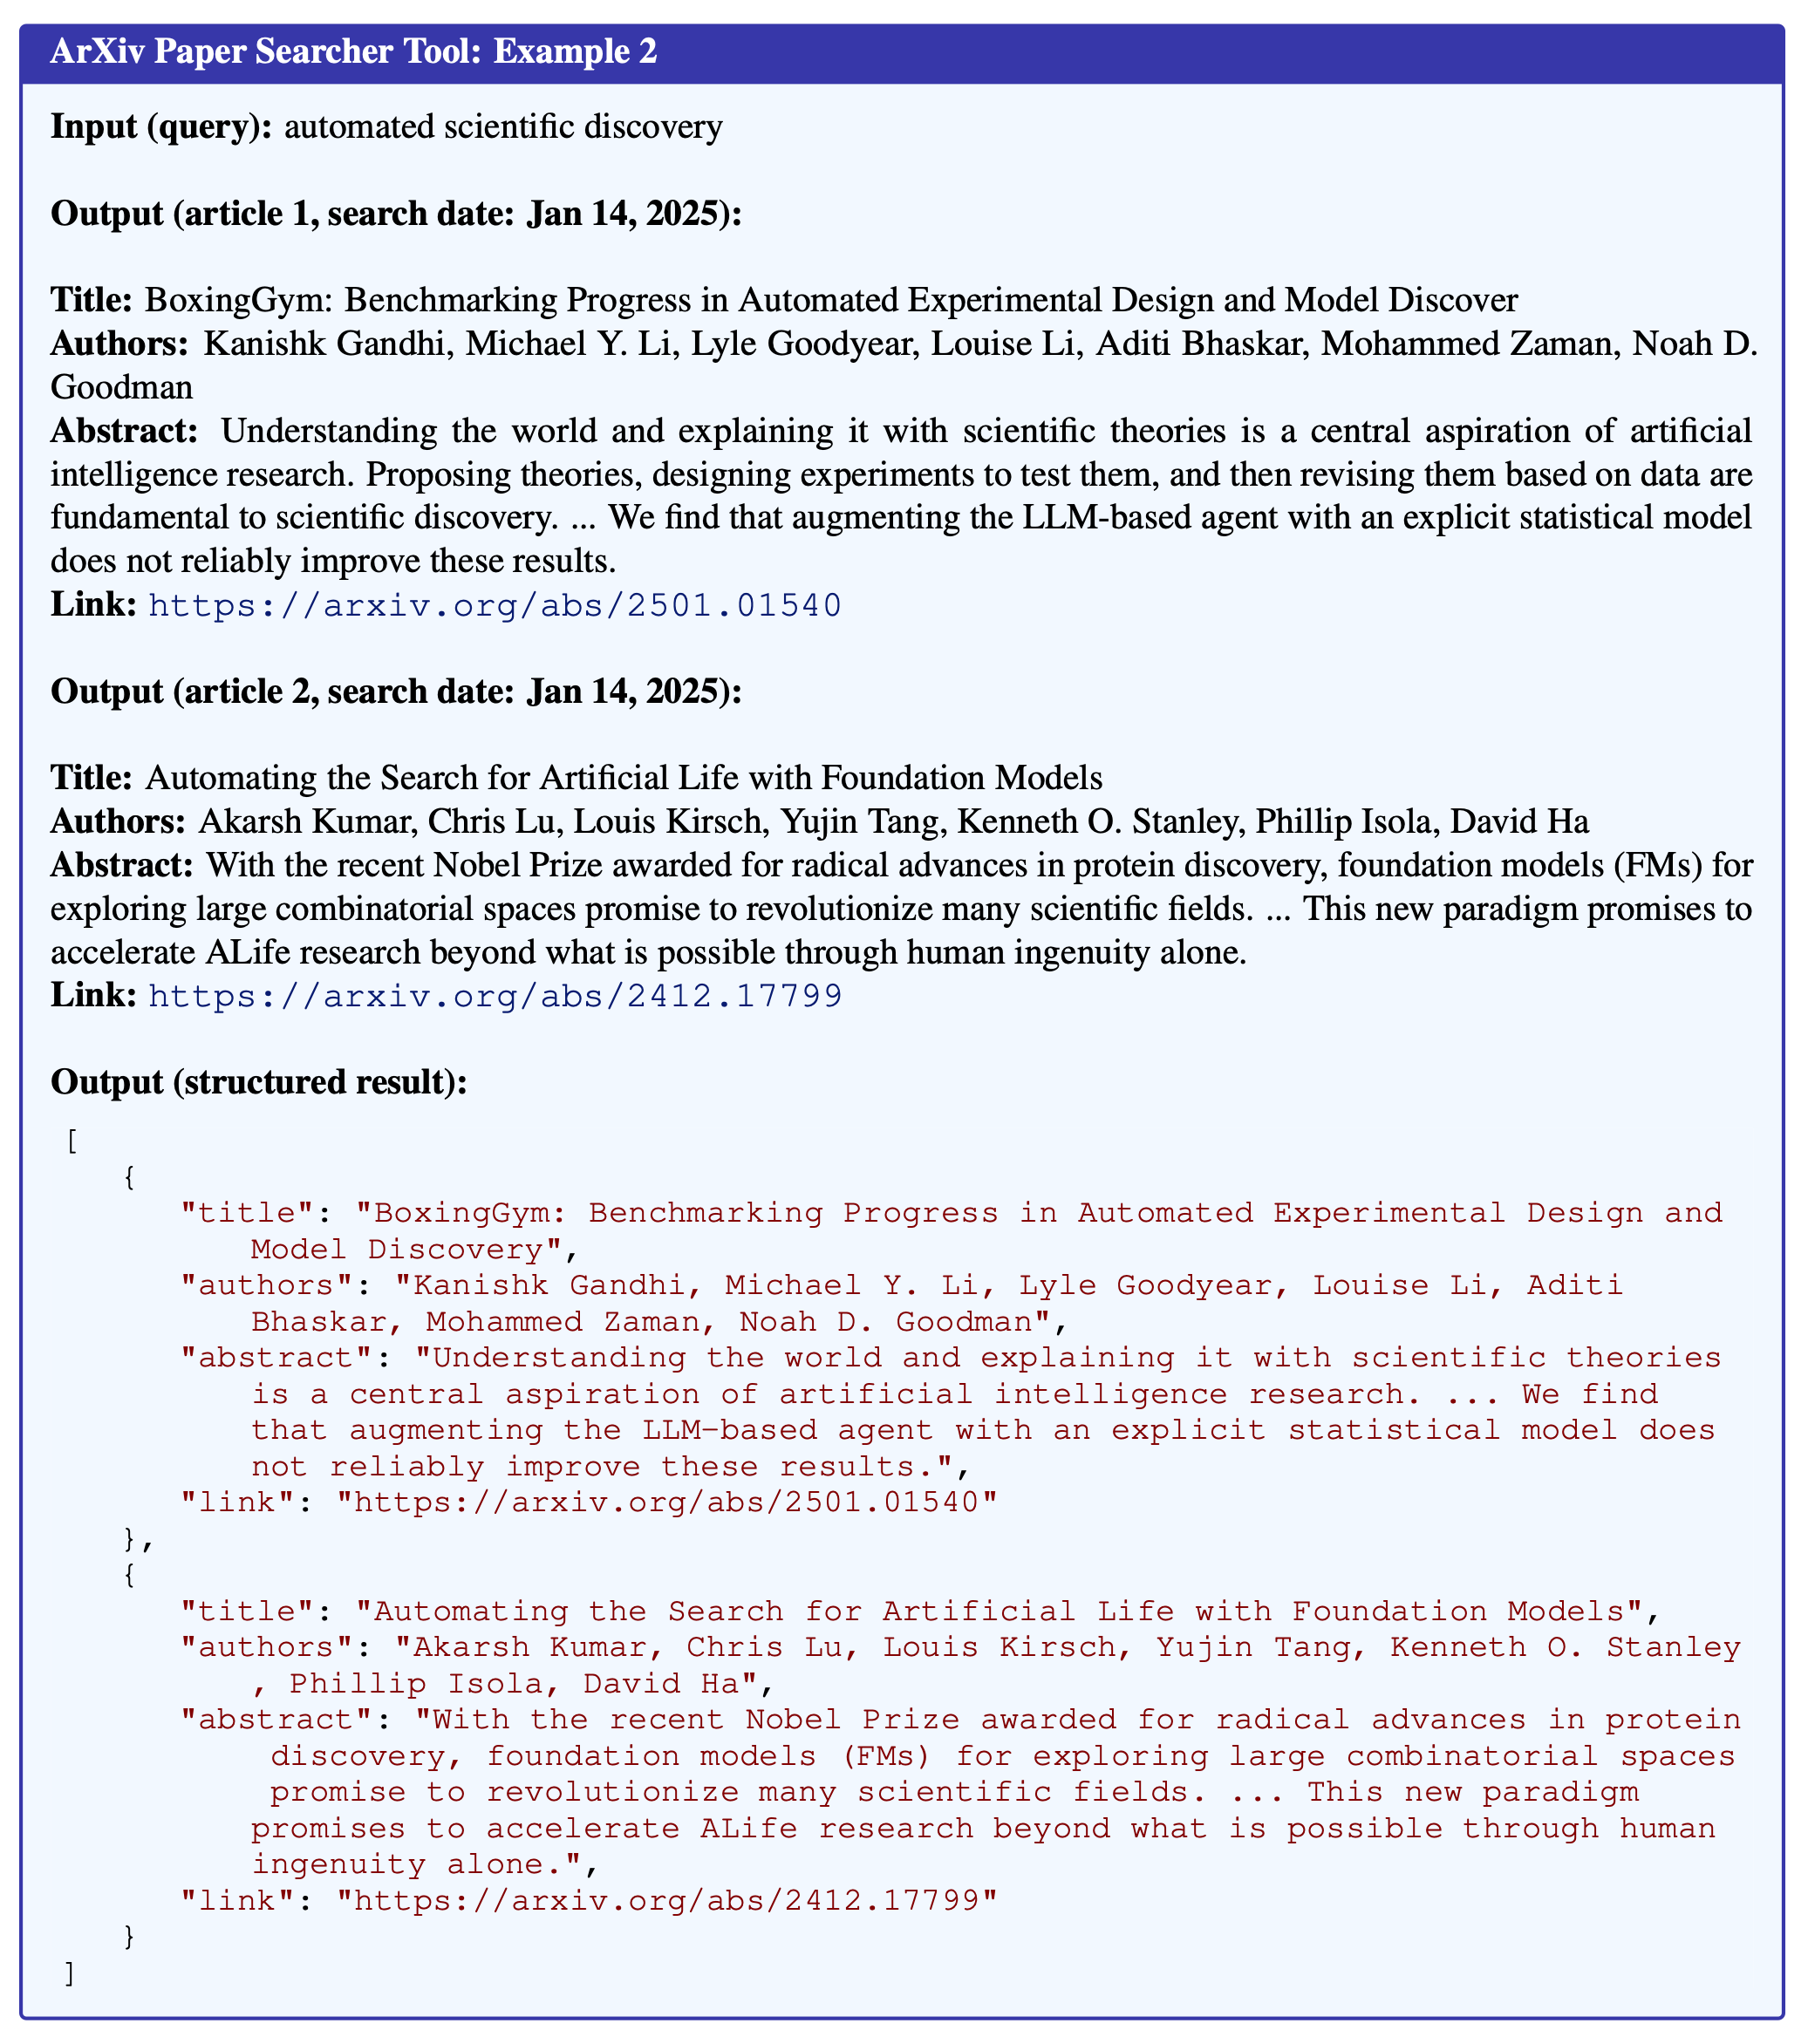 ArXiv Paper Searcher Tool: Example 2
Input (query): automated scientific discovery
Output (article 1, search date: Jan 14, 2025):
Title: BoxingGym: Benchmarking Progress in Automated Experimental Design and Model Discover
Authors: Kanishk Gandhi, Michael Y. Li, Lyle Goodyear, Louise Li, Aditi Bhaskar, Mohammed Zaman, Noah D.
Goodman
Abstract: Understanding the world and explaining it with scientific theories is a central aspiration of artificial
intelligence research. Proposing theories, designing experiments to test them, and then revising them based on data are
fundamental to scientific discovery. ... We find that augmenting the LLM-based agent with an explicit statistical model
does not reliably improve these results.
Link: https://arxiv.org/abs/2501.01540
Output (article 2, search date: Jan 14, 2025):
Title: Automating the Search for Artificial Life with Foundation Models
Authors: Akarsh Kumar, Chris Lu, Louis Kirsch, Yujin Tang, Kenneth O. Stanley, Phillip Isola, David Ha
Abstract: With the recent Nobel Prize awarded for radical advances in protein discovery, foundation models (FMs) for
exploring large combinatorial spaces promise to revolutionize many scientific fields. ... This new paradigm promises to
accelerate ALife research beyond what is possible through human ingenuity alone.
Link: https://arxiv.org/abs/2412.17799
Output (structured result):
[
{
"title": "BoxingGym: Benchmarking Progress in Automated Experimental Design and
Model Discovery",
"authors": "Kanishk Gandhi, Michael Y. Li, Lyle Goodyear, Louise Li, Aditi
Bhaskar, Mohammed Zaman, Noah D. Goodman",
"abstract": "Understanding the world and explaining it with scientific theories
is a central aspiration of artificial intelligence research. ... We find
that augmenting the LLM-based agent with an explicit statistical model does
not reliably improve these results.",
"link": "https://arxiv.org/abs/2501.01540"
},
{
"title": "Automating the Search for Artificial Life with Foundation Models",
"authors": "Akarsh Kumar, Chris Lu, Louis Kirsch, Yujin Tang, Kenneth O. Stanley
, Phillip Isola, David Ha",
"abstract": "With the recent Nobel Prize awarded for radical advances in protein
discovery, foundation models (FMs) for exploring large combinatorial spaces
promise to revolutionize many scientific fields. ... This new paradigm
promises to accelerate ALife research beyond what is possible through human
ingenuity alone.",
"link": "https://arxiv.org/abs/2412.17799"
}
]